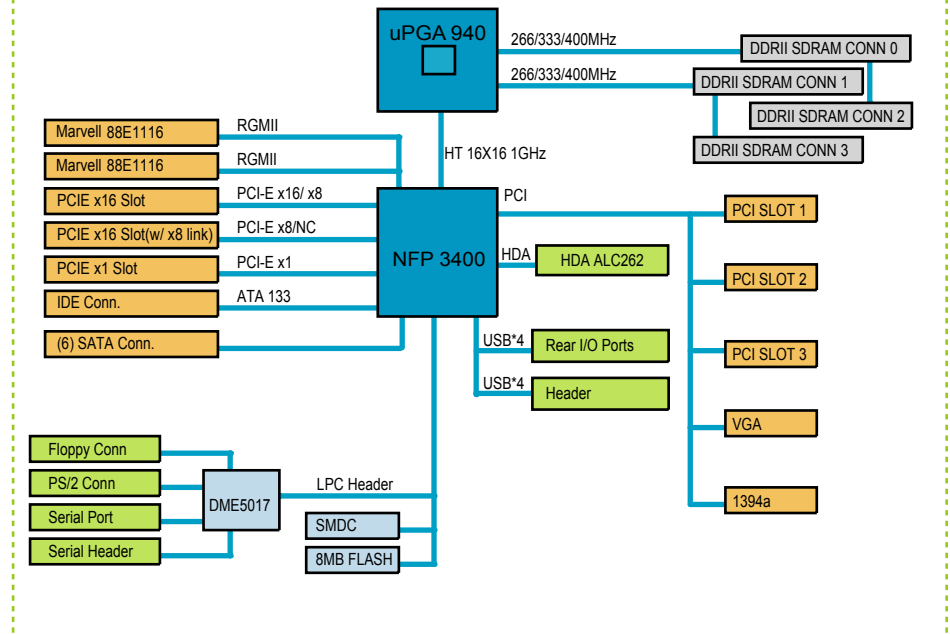 uPGA 940
266/333/400MHz
DDRII SDRAM CONN 0
266/333/400MHz
DDRII SDRAM CONN 1
DDRII SDRAM CONN 2
DDRII SDRAM CONN 3
Marvell 88E1116
RGMII
Marvell 88E1116
RGMII
HT 16X16 1GHz
PCIE x16 Slot
PCI-E x16/ x8
PCIE x16 Slot(w/ x8 link)
PCI-E x8/NC
PCIE x1 Slot
PCI-E x1
IDE Conn.
ATA 133
(6) SATA Conn.
NFP 3400
PCI
PCI SLOT 1
HDA
HDA ALC262
PCI SLOT 2
USB*4
Rear I/O Ports
PCI SLOT 3
USB*4
Header
VGA
1394a
Floppy Conn
PS/2 Conn
Serial Port
Serial Header
DME5017
LPC Header
SMDC
8MB FLASH